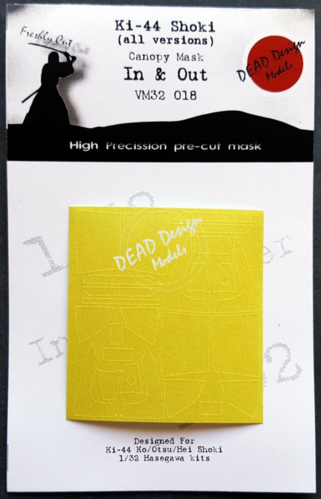 Freshly Cut
Ki-44 Shoki
(all versions)
Canopy Mask
In & Out
VM32 018
DEAD Design
Models
High Precission pre-cut mask
DEAD Design
Models
Designed For
Ki-44 Ko/Otsu/Hei Shoki
1/32 Hasegawa kits